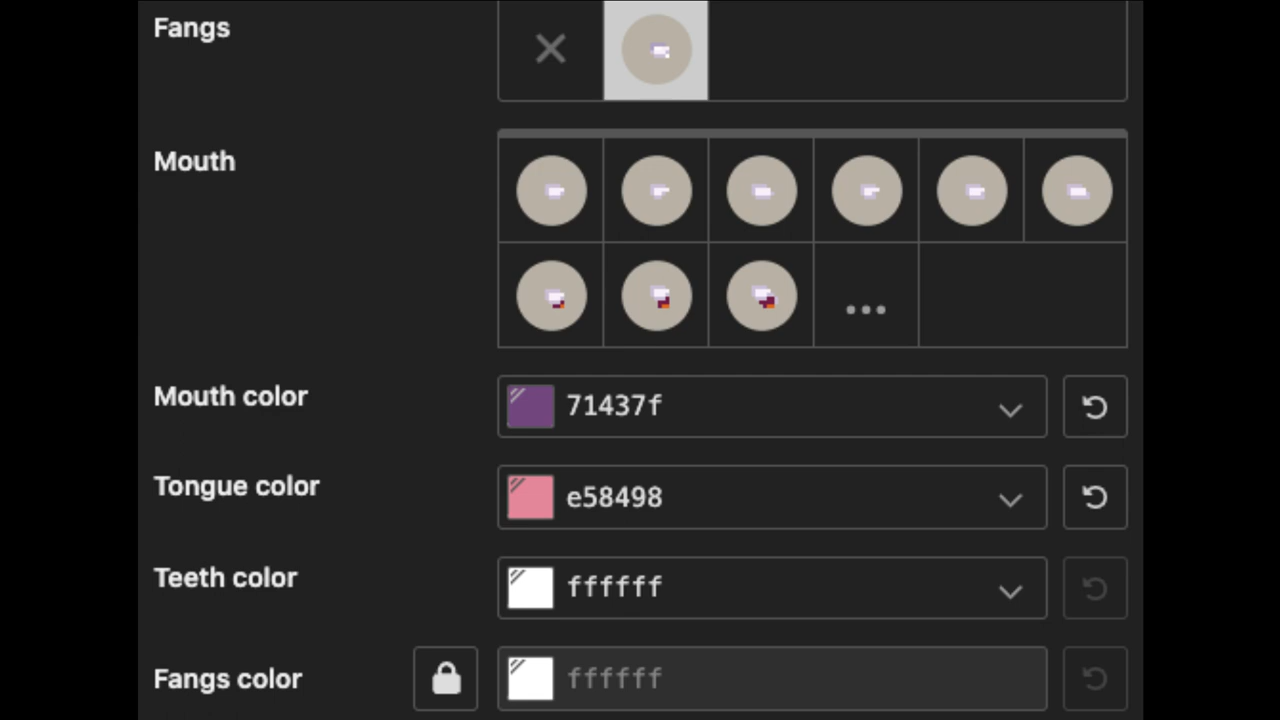 Fangs
Mouth
Mouth color
71437f
Tongue color
e58498
Teeth color
ffffff
Fangs color
ffffff